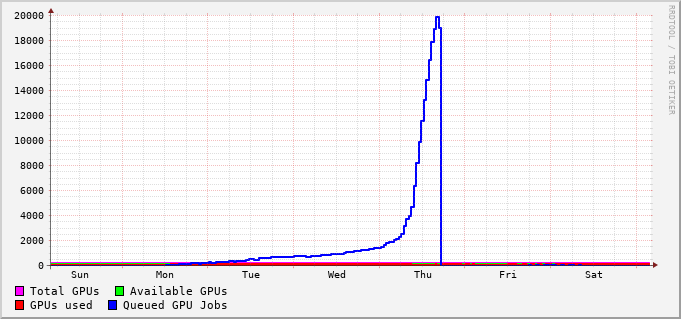 RRDTOOL / TOBI OETIKER
20000
18000
16000
14000
12000
10000
8000
6000
4000
2000
0
Sun Mon Tue Wed Thu Fri Sat
Total GPUs Available GPUs
GPUs used Queued GPU Jobs